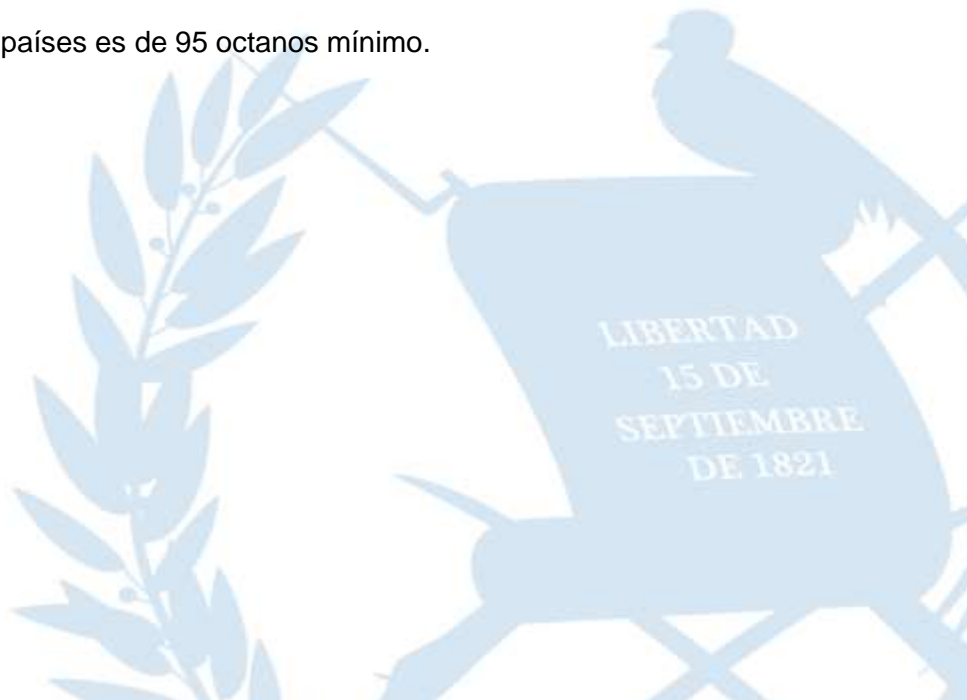 países es de 95 octanos mínimo.
LIBERTAD
15 DE
SEPTIEMBRE
DE 1821